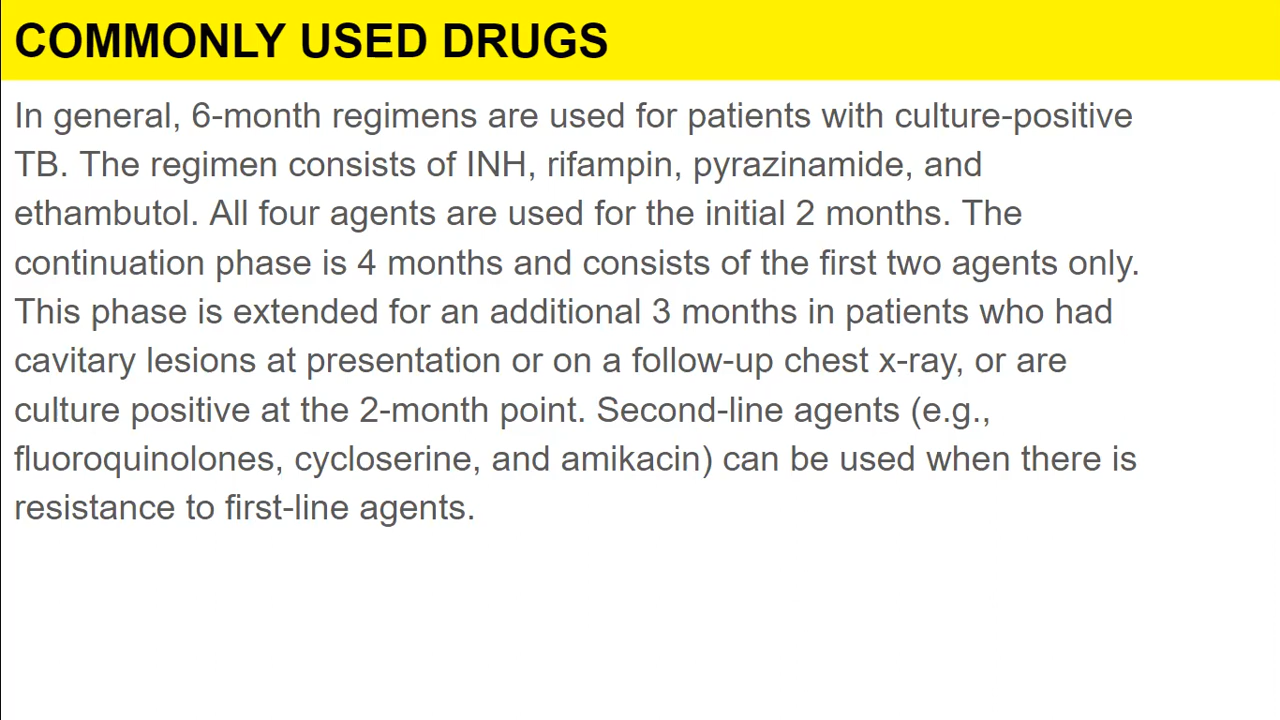 COMMONLY USED DRUGS
In general, 6-month regimens are used for patients with culture-positive
TB. The regimen consists of INH, rifampin, pyrazinamide, and
ethambutol. All four agents are used for the initial 2 months. The
continuation phase is 4 months and consists of the first two agents only.
This phase is extended for an additional 3 months in patients who had
cavitary lesions at presentation or on a follow-up chest x-ray, or are
culture positive at the 2-month point. Second-line agents (e.g.,
fluoroquinolones, cycloserine, and amikacin) can be used when there is
resistance to first-line agents.